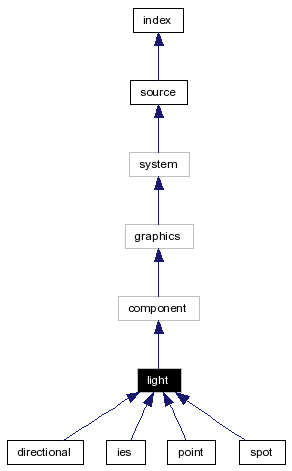 index
source
system
graphics
component
light
directional
ies
point
spot